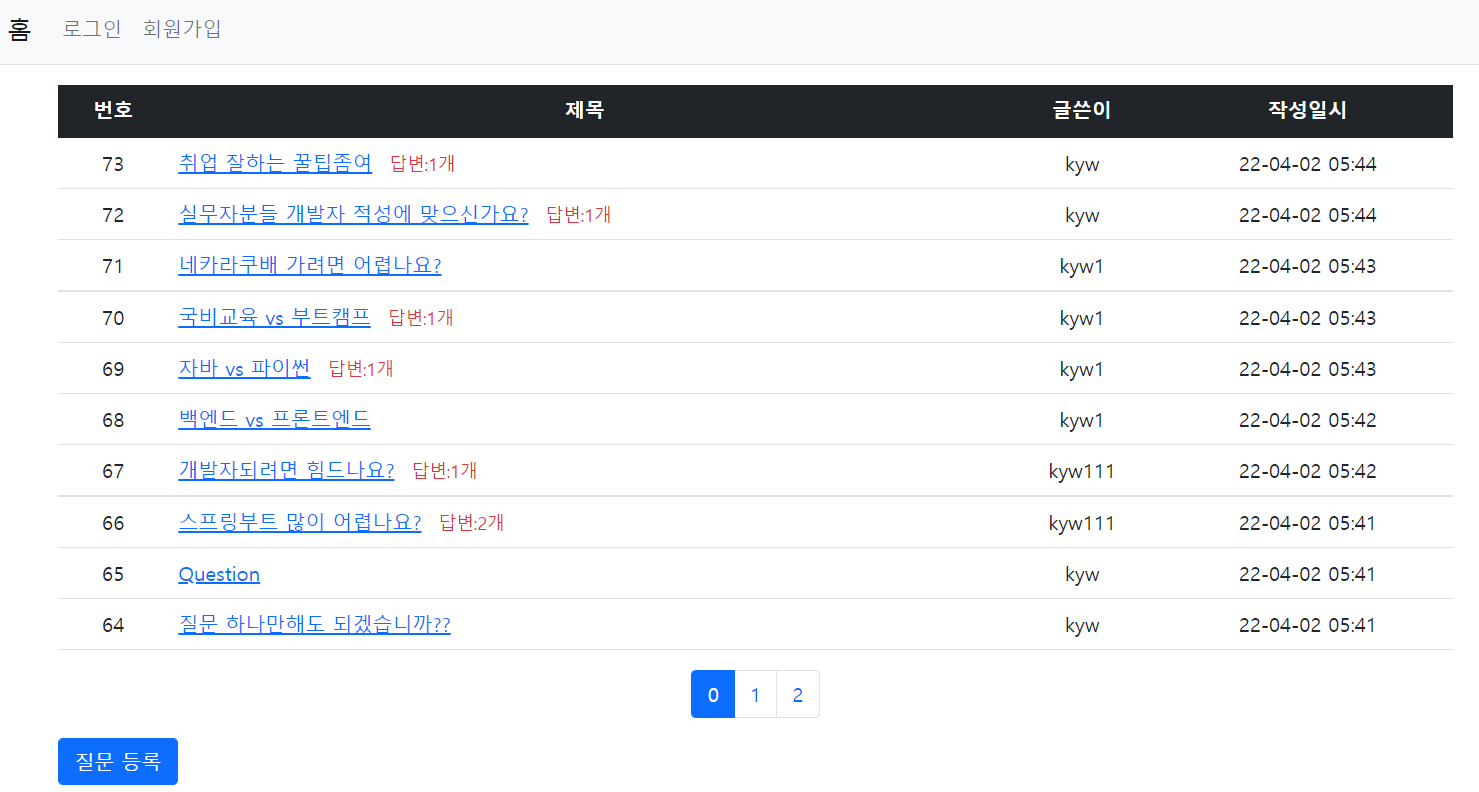 홈 로그인 회원가입
번호 제목 글쓴이 작성일시
73 취업 잘하는 꿀팁좀여 답변:1개 kyw 22-04-02 05:44
72 실무자분들 개발자 적성에 맞으신가요? 답변:1개 kyw 22-04-02 05:44
71 네카라쿠배 가려면 어렵나요? kyw1 22-04-02 05:43
70 국비교육 vs 부트캠프 답변:1개 kyw1 22-04-02 05:43
69 자바 vs 파이썬 답변:1개 kyw1 22-04-02 05:43
68 백엔드 vs 프론트엔드 kyw1 22-04-02 05:42
67 개발자되려면 힘드나요? 답변:1개 kyw111 22-04-02 05:42
66 스프링부트 많이 어렵나요? 답변:2개 kyw111 22-04-02 05:41
65 Question kyw 22-04-02 05:41
64 질문 하나만해도 되겠습니까?? kyw 22-04-02 05:41
0 1 2
질문 등록